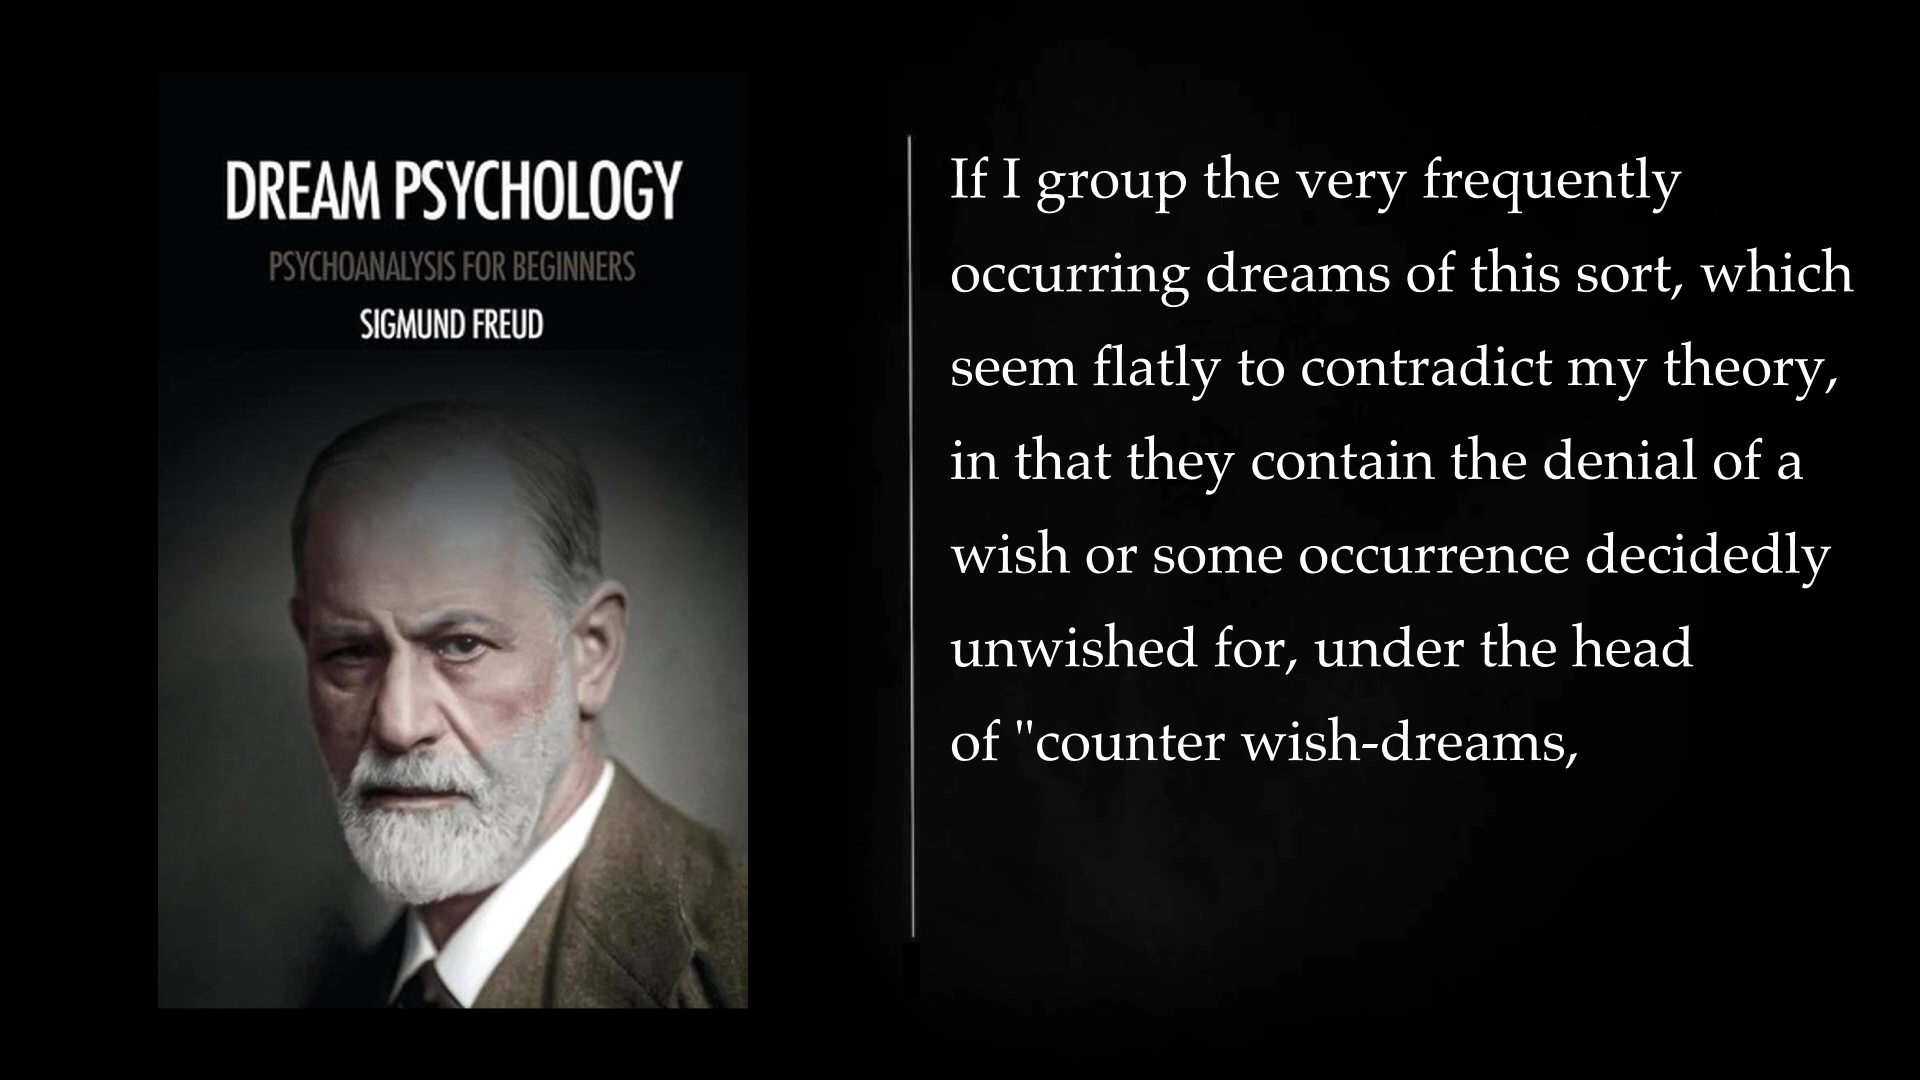 DREAM PSYCHOLOGY
PSYCHOANALYSIS FOR BEGINNERS
SIGMUND FREUD
If I group the very frequently
occurring dreams of this sort, which
seem flatly to contradict my theory,
in that they contain the denial of a
wish or some occurrence decidedly
unwished for, under the head
of "counter wish-dreams,